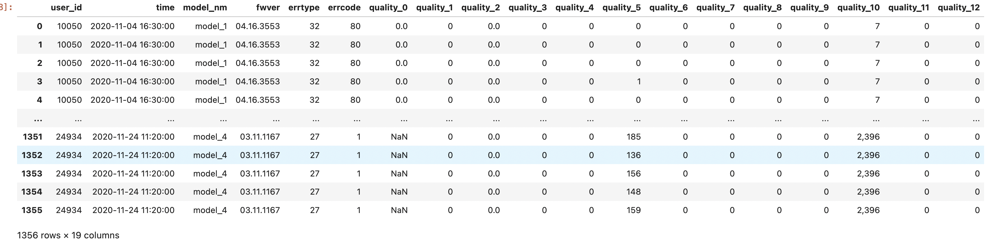 8]:
user_id time model_nm fwver errtype errcode quality_0 quality_1 quality_2 quality_3 quality_4 quality_5 quality_6 quality_7 quality_8 quality_9 quality_10 quality_11 quality_12
0 10050 2020-11-04 16:30:00 model_1 04.16.3553 32 80 0.0 0 0.0 0 0 0 0 0 0 0 7 0 0
1 10050 2020-11-04 16:30:00 model_1 04.16.3553 32 80 0.0 0 0.0 0 0 0 0 0 0 0 7 0 0
2 10050 2020-11-04 16:30:00 model_1 04.16.3553 32 80 0.0 0 0.0 0 0 0 0 0 0 0 7 0 0
3 10050 2020-11-04 16:30:00 model_1 04.16.3553 32 80 0.0 0 0.0 0 0 1 0 0 0 0 7 0 0
4 10050 2020-11-04 16:30:00 model_1 04.16.3553 32 80 0.0 0 0.0 0 0 0 0 0 0 0 7 0 0
... ... ... ... ... ... ... ... ... ... ... ... ... ... ... ... ... ... ... ...
1351 24934 2020-11-24 11:20:00 model_4 03.11.1167 27 1 NaN 0 0.0 0 0 185 0 0 0 0 2,396 0 0
1352 24934 2020-11-24 11:20:00 model_4 03.11.1167 27 1 NaN 0 0.0 0 0 136 0 0 0 0 2,396 0 0
1353 24934 2020-11-24 11:20:00 model_4 03.11.1167 27 1 NaN 0 0.0 0 0 156 0 0 0 0 2,396 0 0
1354 24934 2020-11-24 11:20:00 model_4 03.11.1167 27 1 NaN 0 0.0 0 0 148 0 0 0 0 2,396 0 0
1355 24934 2020-11-24 11:20:00 model_4 03.11.1167 27 1 NaN 0 0.0 0 0 159 0 0 0 0 2,396 0 0
1356 rows × 19 columns